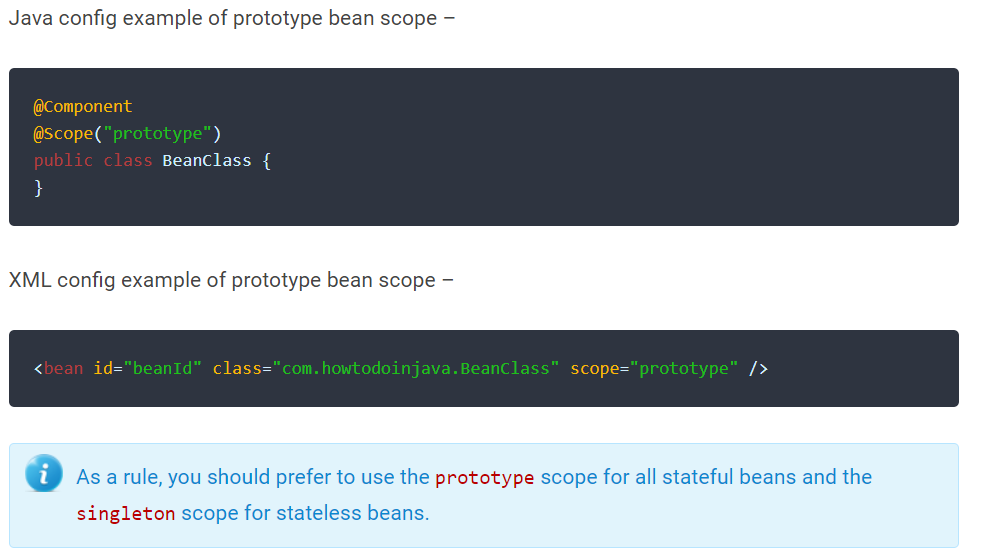 Java config example of prototype bean scope –
@Component
@Scope("prototype")
public class BeanClass {
}
XML config example of prototype bean scope –
<bean id="beanId" class="com.howtodoinjava.BeanClass" scope="prototype" />
As a rule, you should prefer to use the prototype scope for all stateful beans and the
singleton scope for stateless beans.